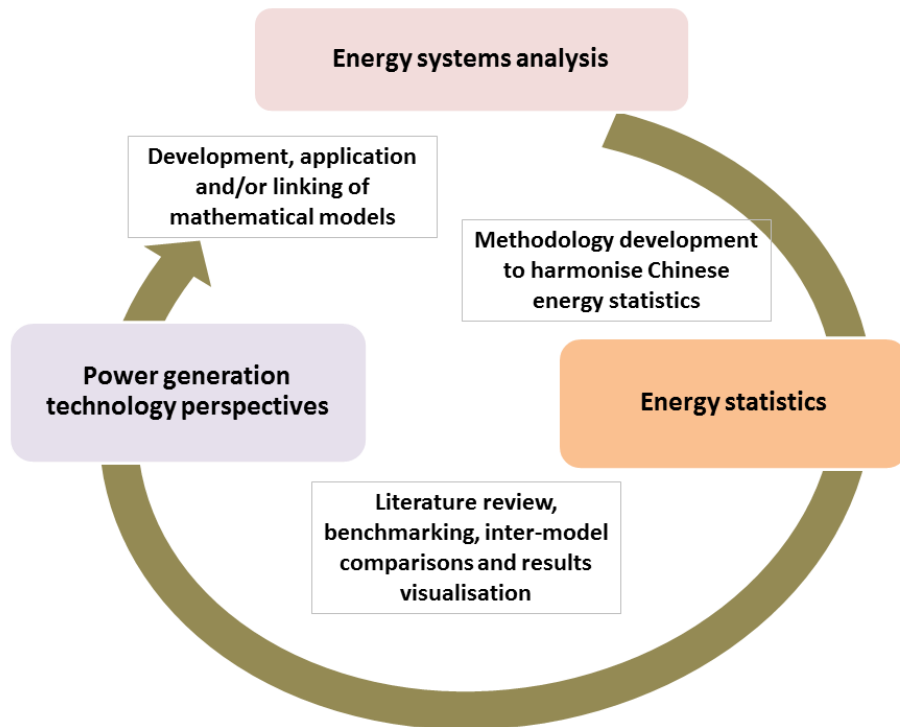 Energy systems analysis
Development, application
and/or linking of
mathematical models
Methodology development
to harmonise Chinese
energy statistics
Power generation
technology perspectives
Energy statistics
Literature review,
benchmarking, inter-model
comparisons and results
visualisation